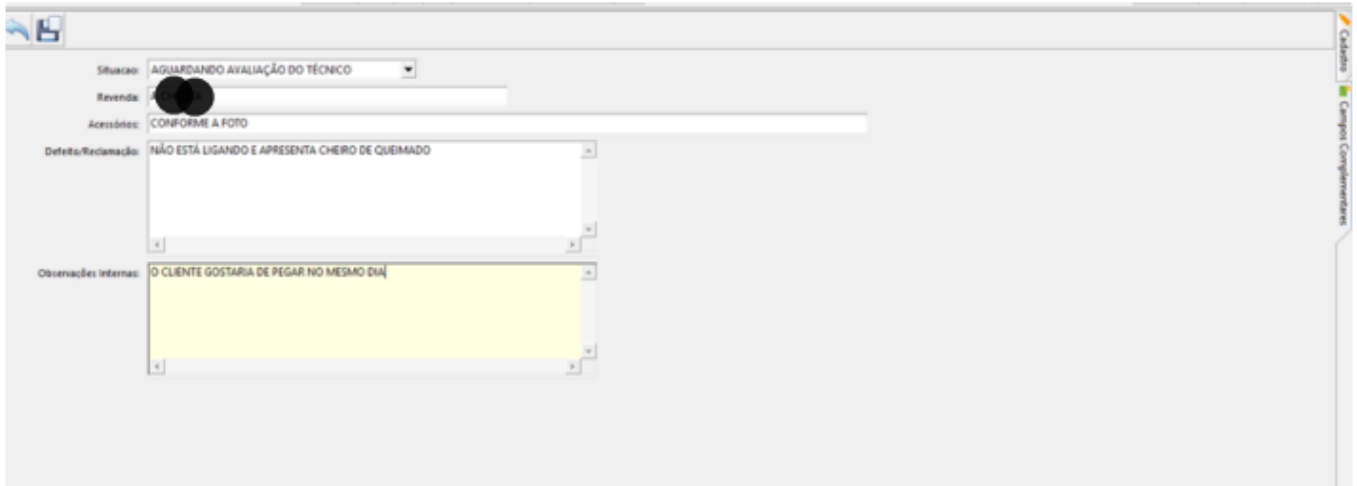 Situacao: AGUARDANDO AVALIAÇÃO DO TÉCNICO
Revenda:
Acessórios: CONFORME A FOTO
Defeito/Reclamação: NÃO ESTÁ LIGANDO E APRESENTA CHEIRO DE QUEIMADO
Observações Internas: O CLIENTE GOSTARIA DE PEGAR NO MESMO DIA
Cadastro
Campos Complementares